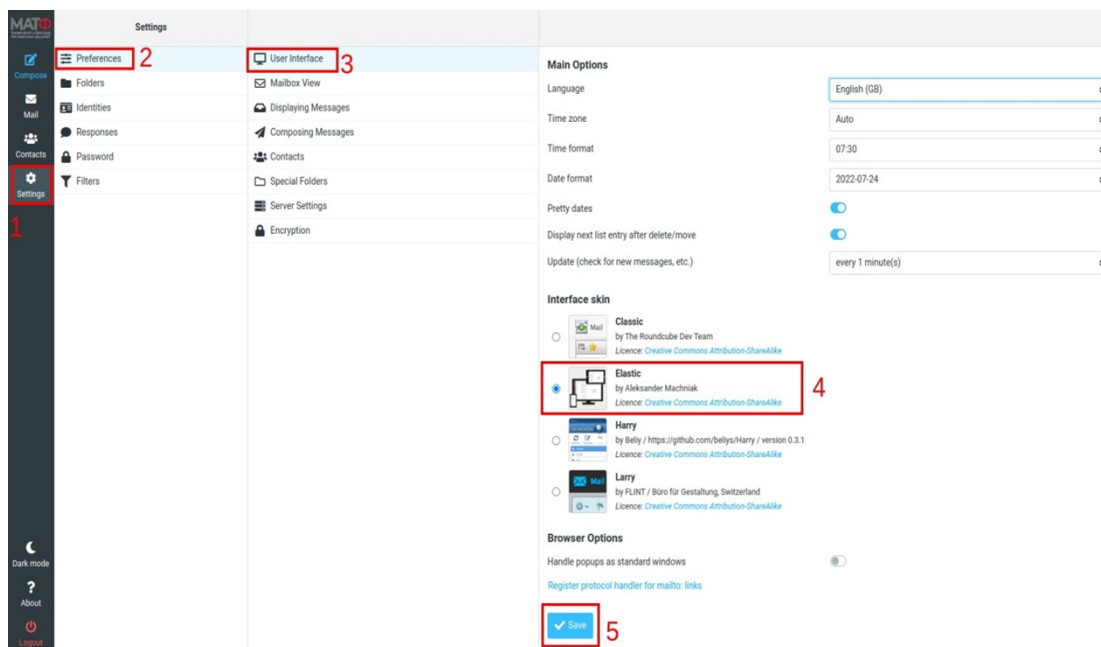 МАТФ
Settings
Compose
Mail
Contacts
Settings
1
Dark mode
About
Logout
Preferences
2
Folders
Identities
Responses
Password
Filters
User Interface
3
Mailbox View
Displaying Messages
Composing Messages
Contacts
Special Folders
Server Settings
Encryption
Main Options
Language English (GB)
Time zone Auto
Time format 07:30
Date format 2022-07-24
Pretty dates
Display next list entry after delete/move
Update (check for new messages, etc.) every 1 minute(s)
Interface skin
Mail
Classic
by The Roundcube Dev Team
Licence: Creative Commons Attribution-ShareAlike
Elastic
by Aleksander Machniak
Licence: Creative Commons Attribution-ShareAlike
4
Harry
by Beliy / https://github.com/beliys/Harry / version 0.3.1
Licence: Creative Commons Attribution-ShareAlike
Mail
Larry
by FLINT / Büro für Gestaltung, Switzerland
Licence: Creative Commons Attribution-ShareAlike
Browser Options
Handle popups as standard windows
Register protocol handler for mailto: links
Save
5